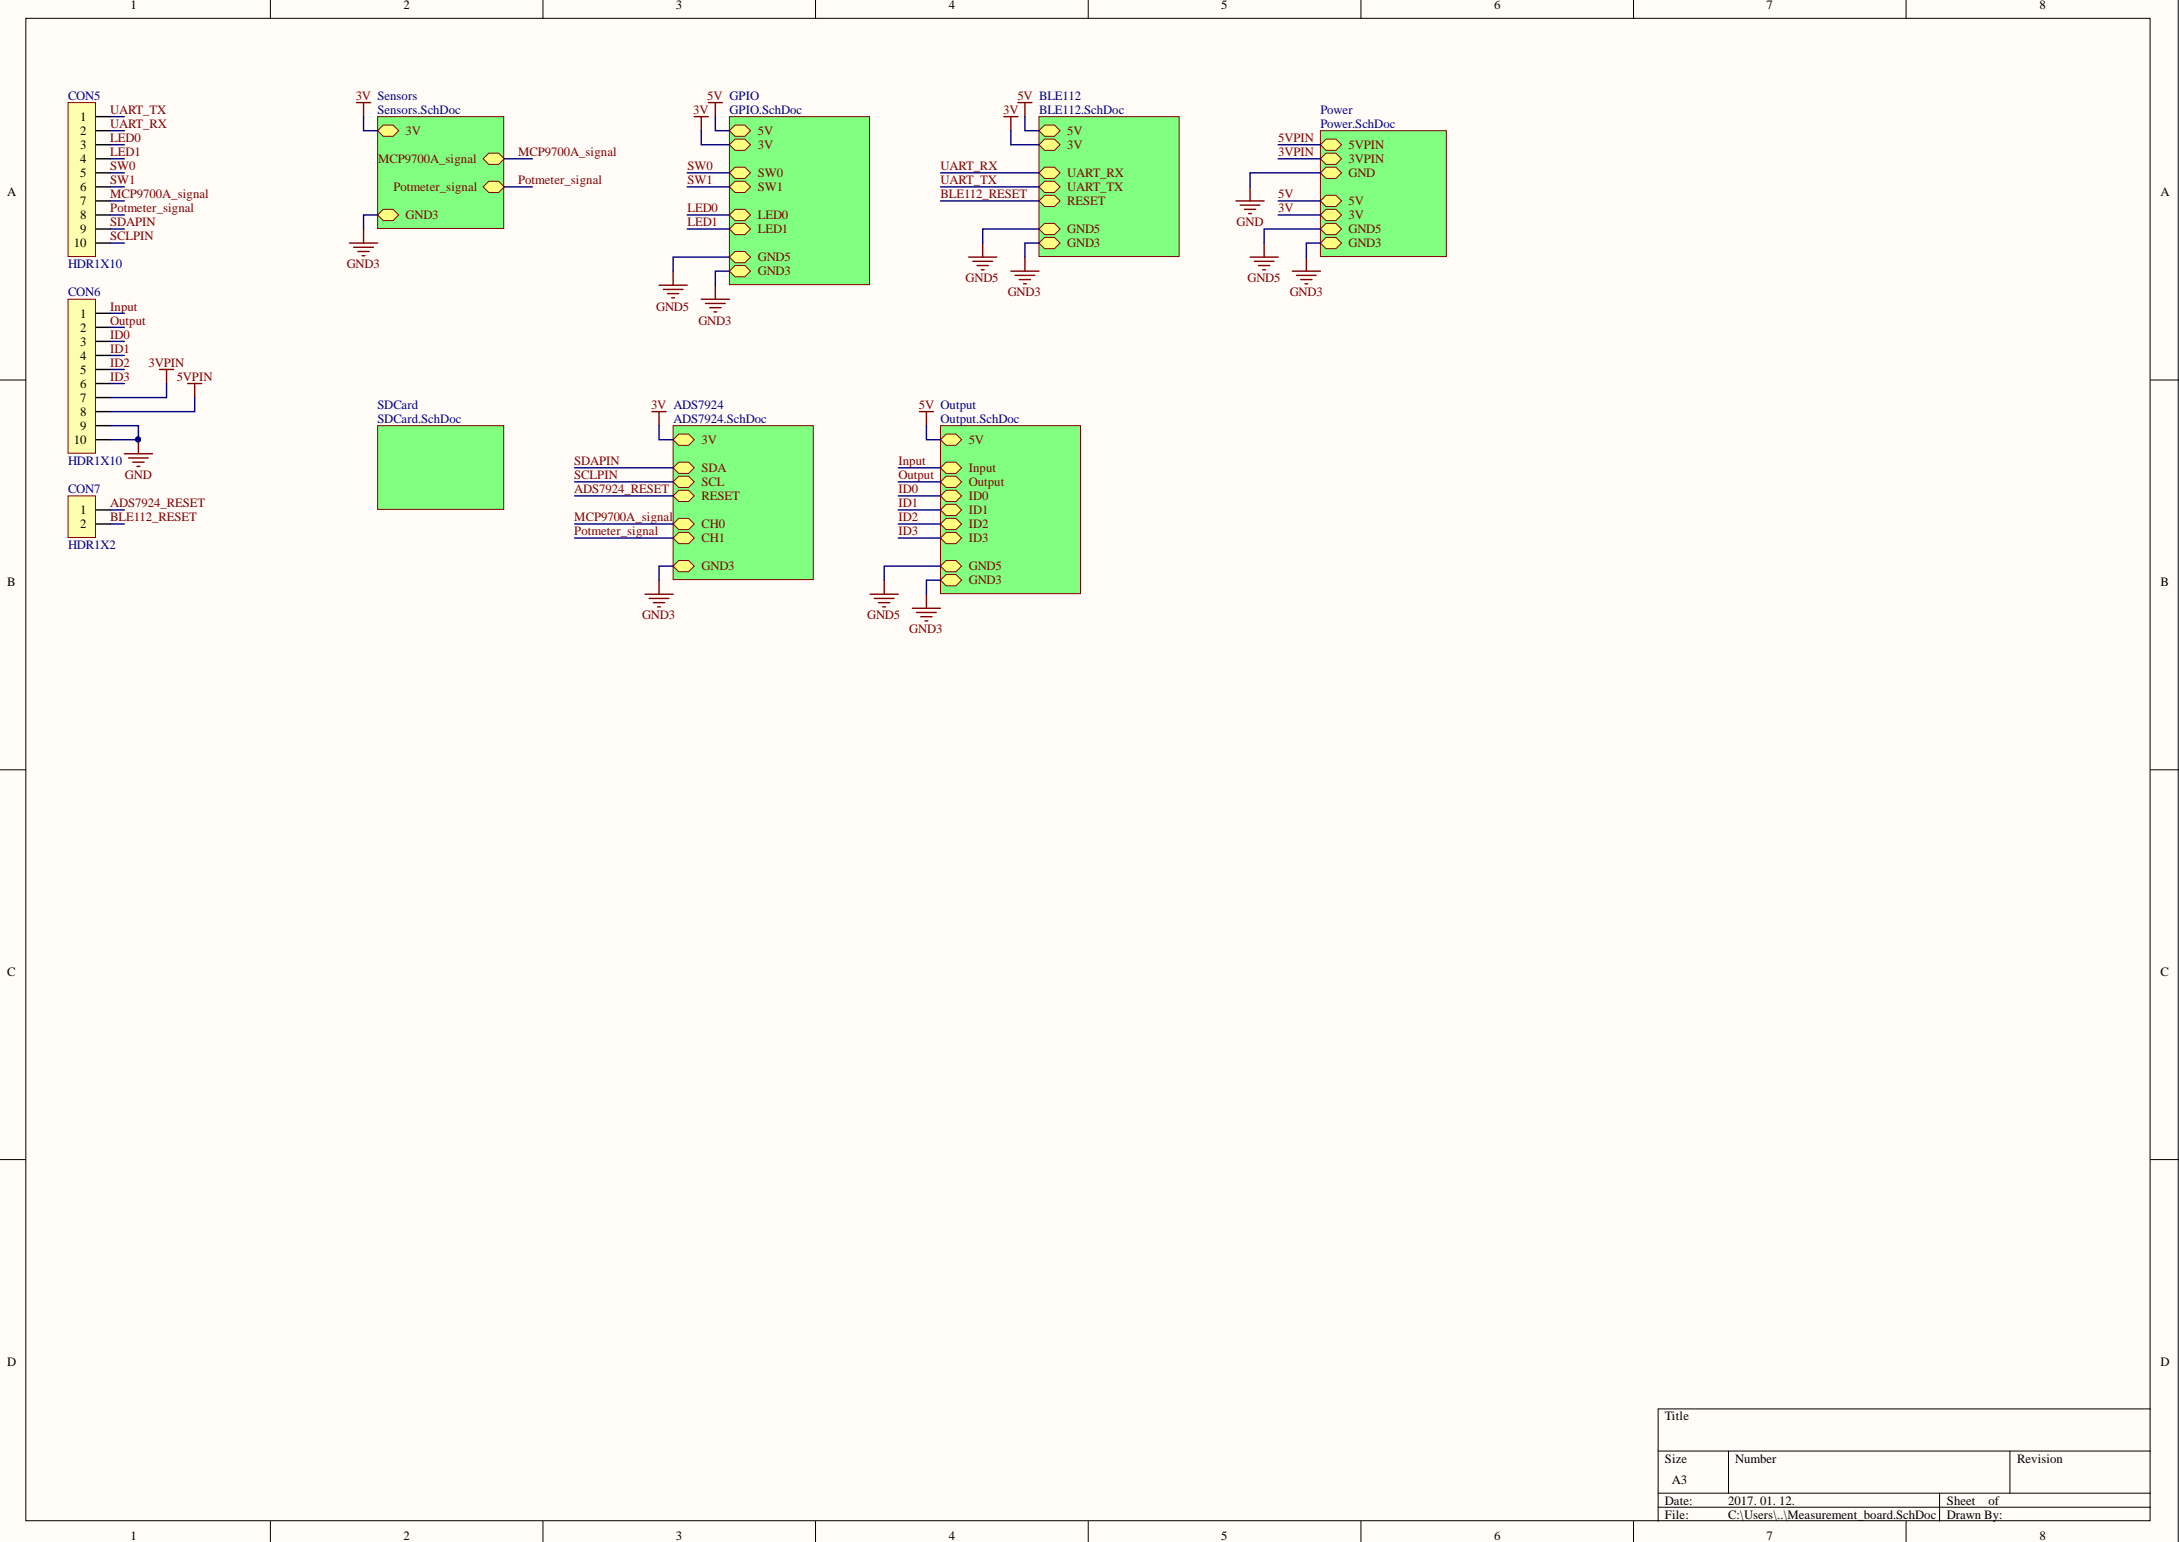 1 2 3 4 5 6 7 8
A A
B B
C C
D D
CON5
1 UART_TX
2 UART_RX
3 LED0
4 LED1
5 SW0
6 SW1
7 MCP9700A_signal
8 Potmeter_signal
9 SDAPIN
10 SCLPIN
HDR1X10
CON6
1 Input
2 Output
3 ID0
4 ID1
5 ID2
6 ID3
7 3VPIN
8 5VPIN
9
10
HDR1X10
GND
CON7
1 ADS7924_RESET
2 BLE112_RESET
HDR1X2
3V Sensors
Sensors.SchDoc
3V
MCP9700A_signal MCP9700A_signal
Potmeter_signal Potmeter_signal
GND3
GND3
5V GPIO
3V GPIO.SchDoc
5V
3V
SW0 SW0
SW1 SW1
LED0 LED0
LED1 LED1
GND5
GND3
GND5
GND3
5V BLE112
3V BLE112.SchDoc
5V
3V
UART_RX UART_RX
UART_TX UART_TX
BLE112_RESET RESET
GND5
GND3
GND5
GND3
Power
Power.SchDoc
5VPIN 5VPIN
3VPIN 3VPIN
GND
5V 5V
3V 3V
GND
GND5
GND3
GND5
GND3
SDCard
SDCard.SchDoc
3V ADS7924
ADS7924.SchDoc
3V
SDAPIN SDA
SCLPIN SCL
ADS7924_RESET RESET
MCP9700A_signal CH0
Potmeter_signal CH1
GND3
GND3
5V Output
Output.SchDoc
5V
Input Input
Output Output
ID0 ID0
ID1 ID1
ID2 ID2
ID3 ID3
GND5
GND3
GND5
GND3
Title
Size Number Revision
A3
Date: 2017. 01. 12. Sheet of
File: C:\Users\..\Measurement_board.SchDoc Drawn By:
1 2 3 4 5 6 7 8